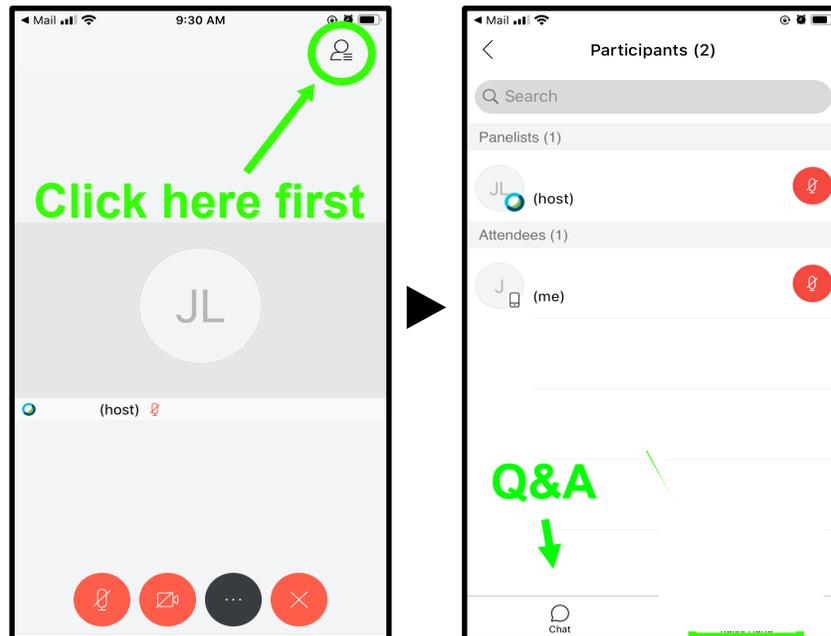 Mail
9:30 AM
Click here first
JL
(host)
Mail
Participants (2)
Search
Panelists (1)
JL
(host)
Attendees (1)
J
(me)
Q&A
Chat